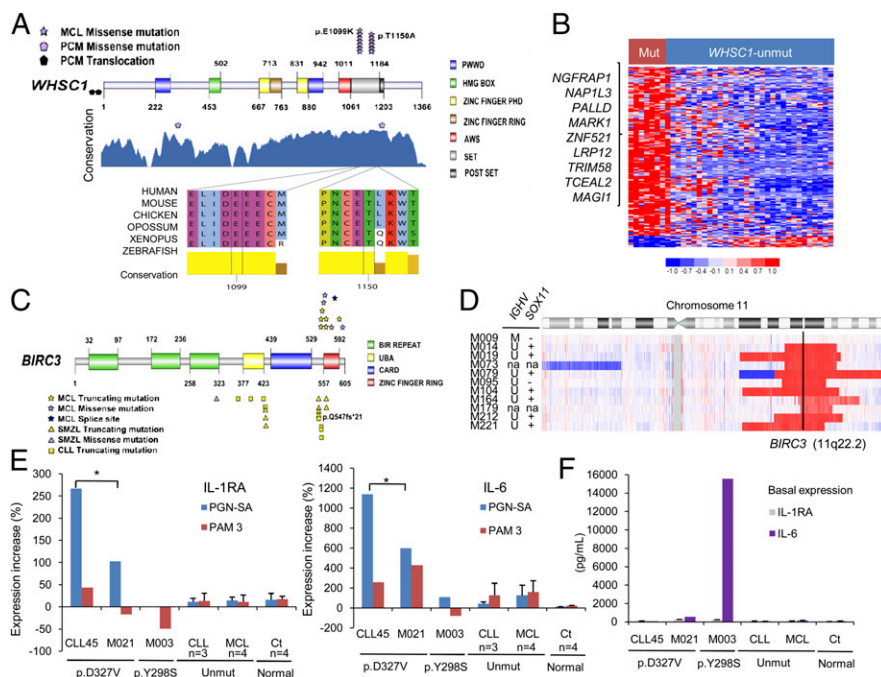 A
MCL Missense mutation
PCM Missense mutation
PCM Translocation
p.E1099K
p.T1150A
502 713 831 942 1011 1184
WHSC1
1 222 453 667 763 880 1061 1203 1366
PWWD
HMG BOX
ZINC FINGER PHD
ZINC FINGER RING
AWS
SET
POST SET
Conservation
HUMAN
MOUSE
CHICKEN
OPOSSUM
XENOPUS
ZEBRAFISH
E L I D E E E C M
E L I D E E E C M
E L I D E E E C M
E L I D E E E C M
E L I D E E E C R
P N C E T L K W T
P N C E T L K W T
P N C E T L K W T
P N C E T Q K W S
P N C E T Q K W T
Conservation
1099
1150
B
Mut WHSC1-unmut
NGFRAP1
NAP1L3
PALLD
MARK1
ZNF521
LRP12
TRIM58
TCEAL2
MAGI1
-1.0 -0.4 -0.1 0.1 0.4 1.0
C
32 97 172 236 439 529 592
BIRC3
1 258 323 377 423 557 605
BIR REPEAT
UBA
CARD
ZINC FINGER RING
MCL Truncating mutation
MCL Missense mutation
MCL Splice site
SMZL Truncating mutation
SMZL Missense mutation
CLL Truncating mutation
p.Q547fs*21
D
IGHV
SOX11
Chromosome 11
M009 M -
M014 U +
M019 U +
M073 na na
M079 U +
M095 U -
M104 U +
M164 U +
M179 na na
M212 U +
M221 U +
BIRC3 (11q22.2)
E
Expression increase (%)
300
250
200
150
100
50
0
-50
-100
*
IL-1RA
PGN-SA
PAM 3
CLL45 M021 M003 CLL n=3 MCL n=4 Ct n=4
p.D327V p.Y298S Unmut Normal
Expression increase (%)
1200
1000
800
600
400
200
0
-200
*
IL-6
PGN-SA
PAM 3
CLL45 M021 M003 CLL n=3 MCL n=4 Ct n=4
p.D327V p.Y298S Unmut Normal
F
(pg/mL)
16000
14000
12000
10000
8000
6000
4000
2000
0
Basal expression
IL-1RA
IL-6
CLL45 M021 M003 CLL MCL Ct
p.D327V p.Y298S Unmut Normal